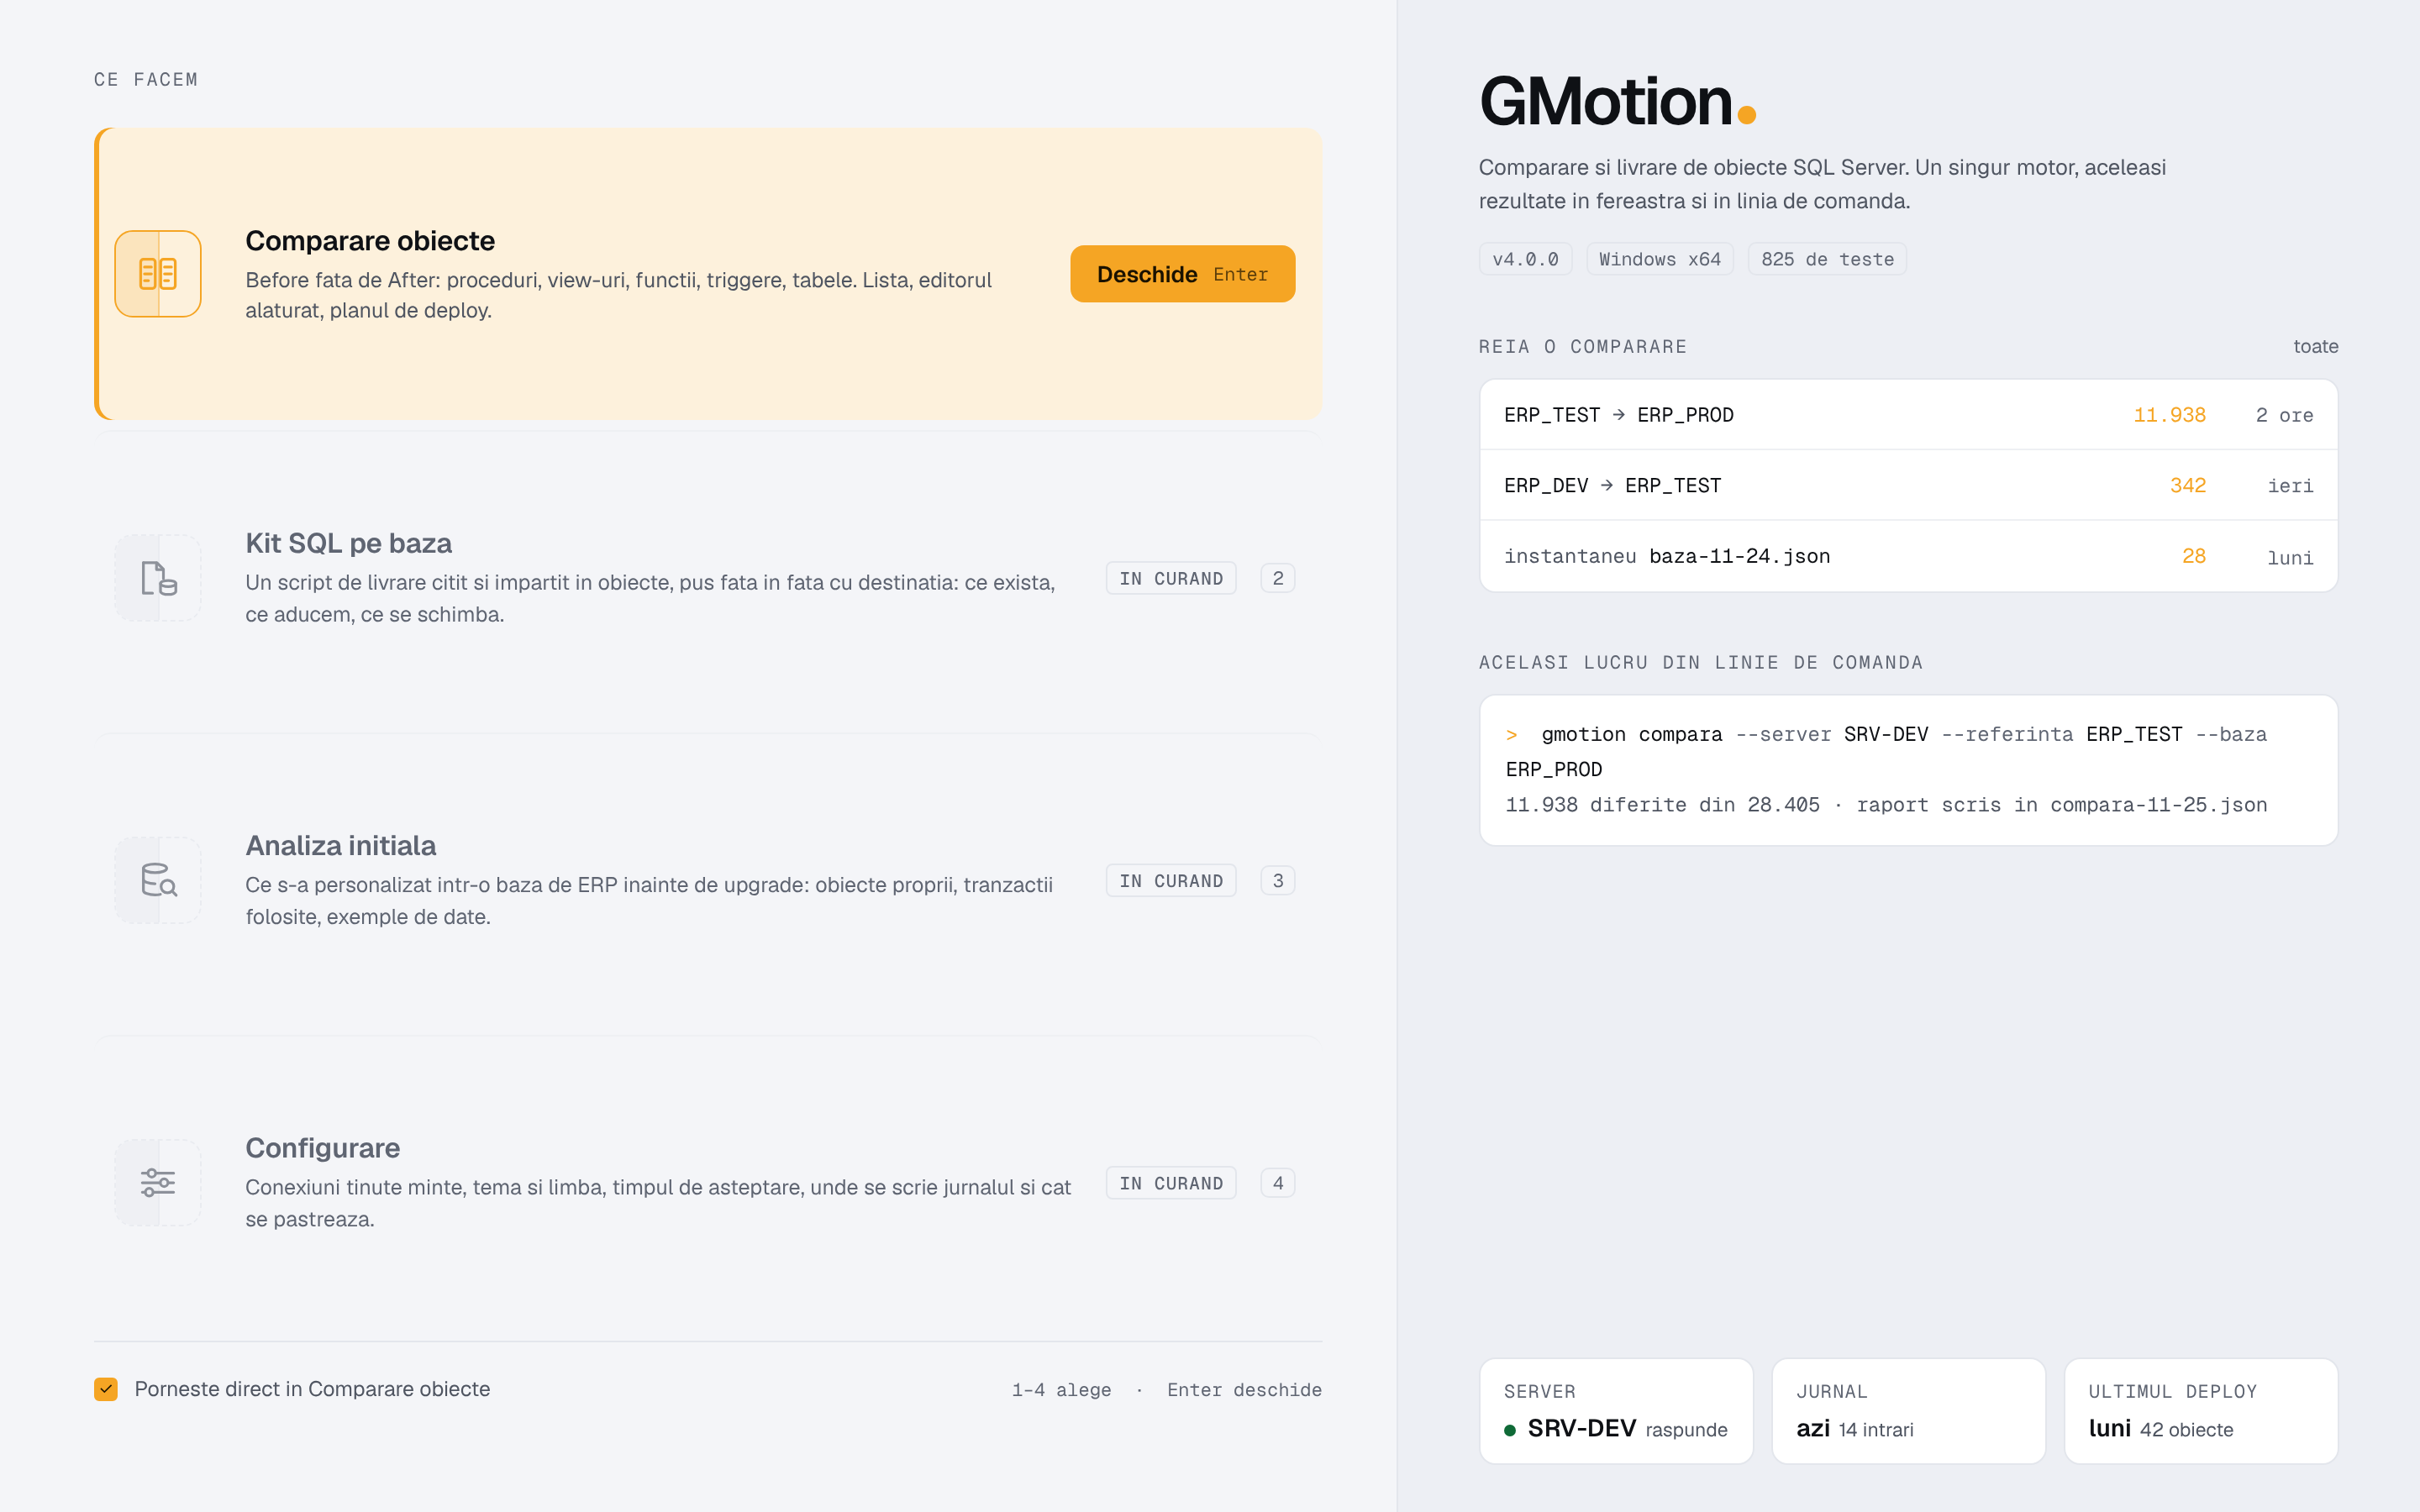 CE FACEM
Comparare obiecte
Before fata de After: proceduri, view-uri, functii, triggere, tabele. Lista, editorul
alaturat, planul de deploy.
Deschide Enter
Kit SQL pe baza
Un script de livrare citit si impartit in obiecte, pus fata in fata cu destinatia: ce exista,
ce aducem, ce se schimba.
IN CURAND 2
Analiza initiala
Ce s-a personalizat intr-o baza de ERP inainte de upgrade: obiecte proprii, tranzactii
folosite, exemple de date.
IN CURAND 3
Configurare
Conexiuni tinute minte, tema si limba, timpul de asteptare, unde se scrie jurnalul si cat
se pastreaza.
IN CURAND 4
Porneste direct in Comparare obiecte
1-4 alege · Enter deschide
GMotion.
Comparare si livrare de obiecte SQL Server. Un singur motor, aceleasi
rezultate in fereastra si in linia de comanda.
v4.0.0 Windows x64 825 de teste
REIA O COMPARARE toate
ERP_TEST → ERP_PROD 11.938 2 ore
ERP_DEV → ERP_TEST 342 ieri
instantaneu baza-11-24.json 28 luni
ACELASI LUCRU DIN LINIE DE COMANDA
> gmotion compara --server SRV-DEV --referinta ERP_TEST --baza
ERP_PROD
11.938 diferite din 28.405 · raport scris in compara-11-25.json
SERVER
SRV-DEV raspunde
JURNAL
azi 14 intrari
ULTIMUL DEPLOY
luni 42 obiecte